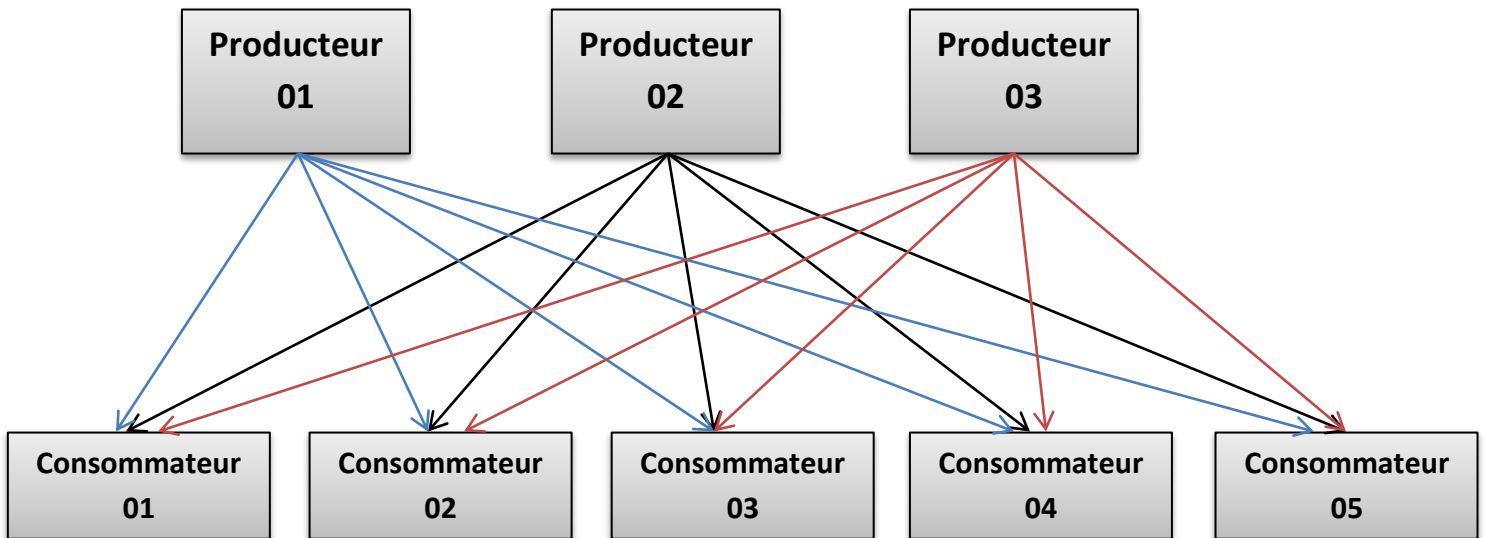 Producteur
01
Producteur
02
Producteur
03
Consommateur
01
Consommateur
02
Consommateur
03
Consommateur
04
Consommateur
05